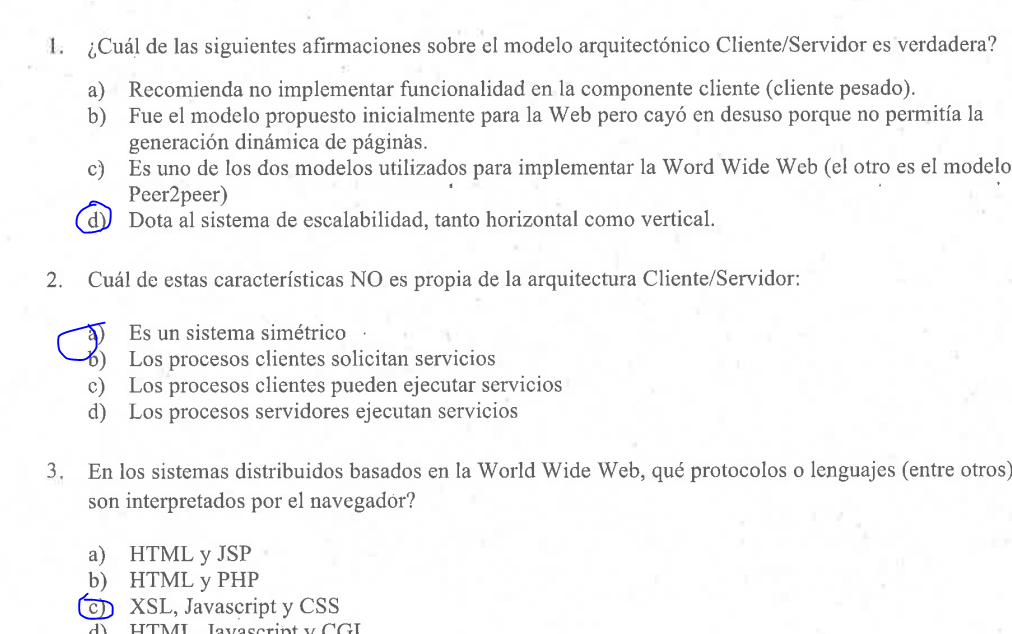 1. ¿Cuál de las siguientes afirmaciones sobre el modelo arquitectónico Cliente/Servidor es verdadera?
a) Recomienda no implementar funcionalidad en la componente cliente (cliente pesado).
b) Fue el modelo propuesto inicialmente para la Web pero cayó en desuso porque no permitía la
generación dinámica de páginas.
c) Es uno de los dos modelos utilizados para implementar la Word Wide Web (el otro es el modelo
Peer2peer)
d) Dota al sistema de escalabilidad, tanto horizontal como vertical.
2. Cuál de estas características NO es propia de la arquitectura Cliente/Servidor:
a) Es un sistema simétrico
b) Los procesos clientes solicitan servicios
c) Los procesos clientes pueden ejecutar servicios
d) Los procesos servidores ejecutan servicios
3. En los sistemas distribuidos basados en la World Wide Web, qué protocolos o lenguajes (entre otros)
son interpretados por el navegador?
a) HTML y JSP
b) HTML y PHP
c) XSL, Javascript y CSS
d) HTML, Javascript y CGI